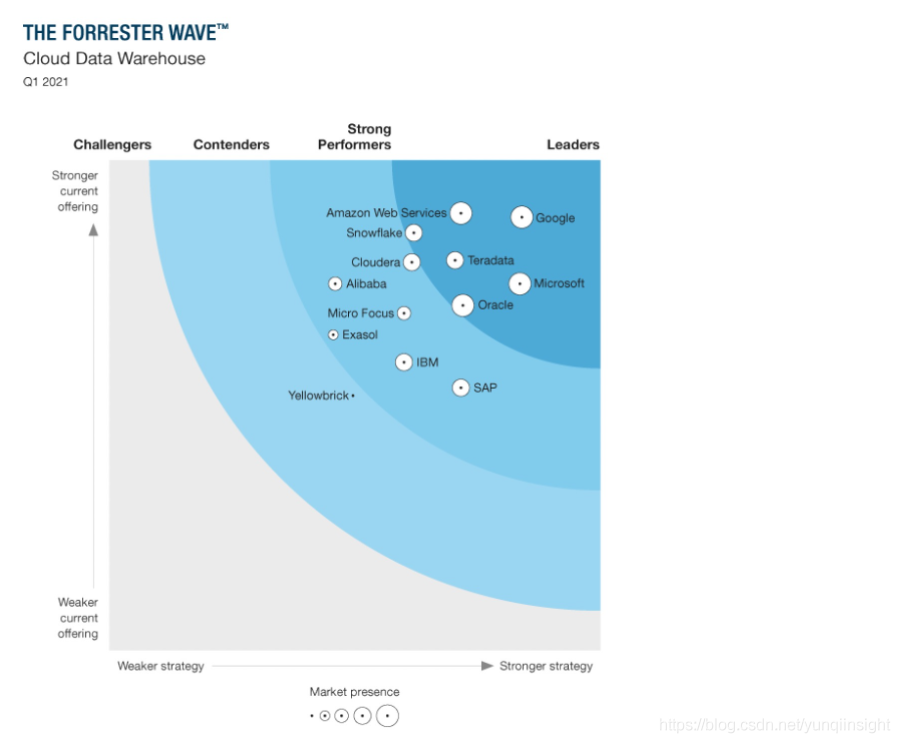 THE FORRESTER WAVE™
Cloud Data Warehouse
Q1 2021
Challengers
Contenders
Strong
Performers
Leaders
Stronger
current
offering
Amazon Web Services
Google
Snowflake
Cloudera
Teradata
Alibaba
Microsoft
Oracle
Micro Focus
Exasol
IBM
SAP
Yellowbrick
Weaker
current
offering
Weaker strategy
Stronger strategy
Market presence
https://blog.csdn.net/yunqiinsight